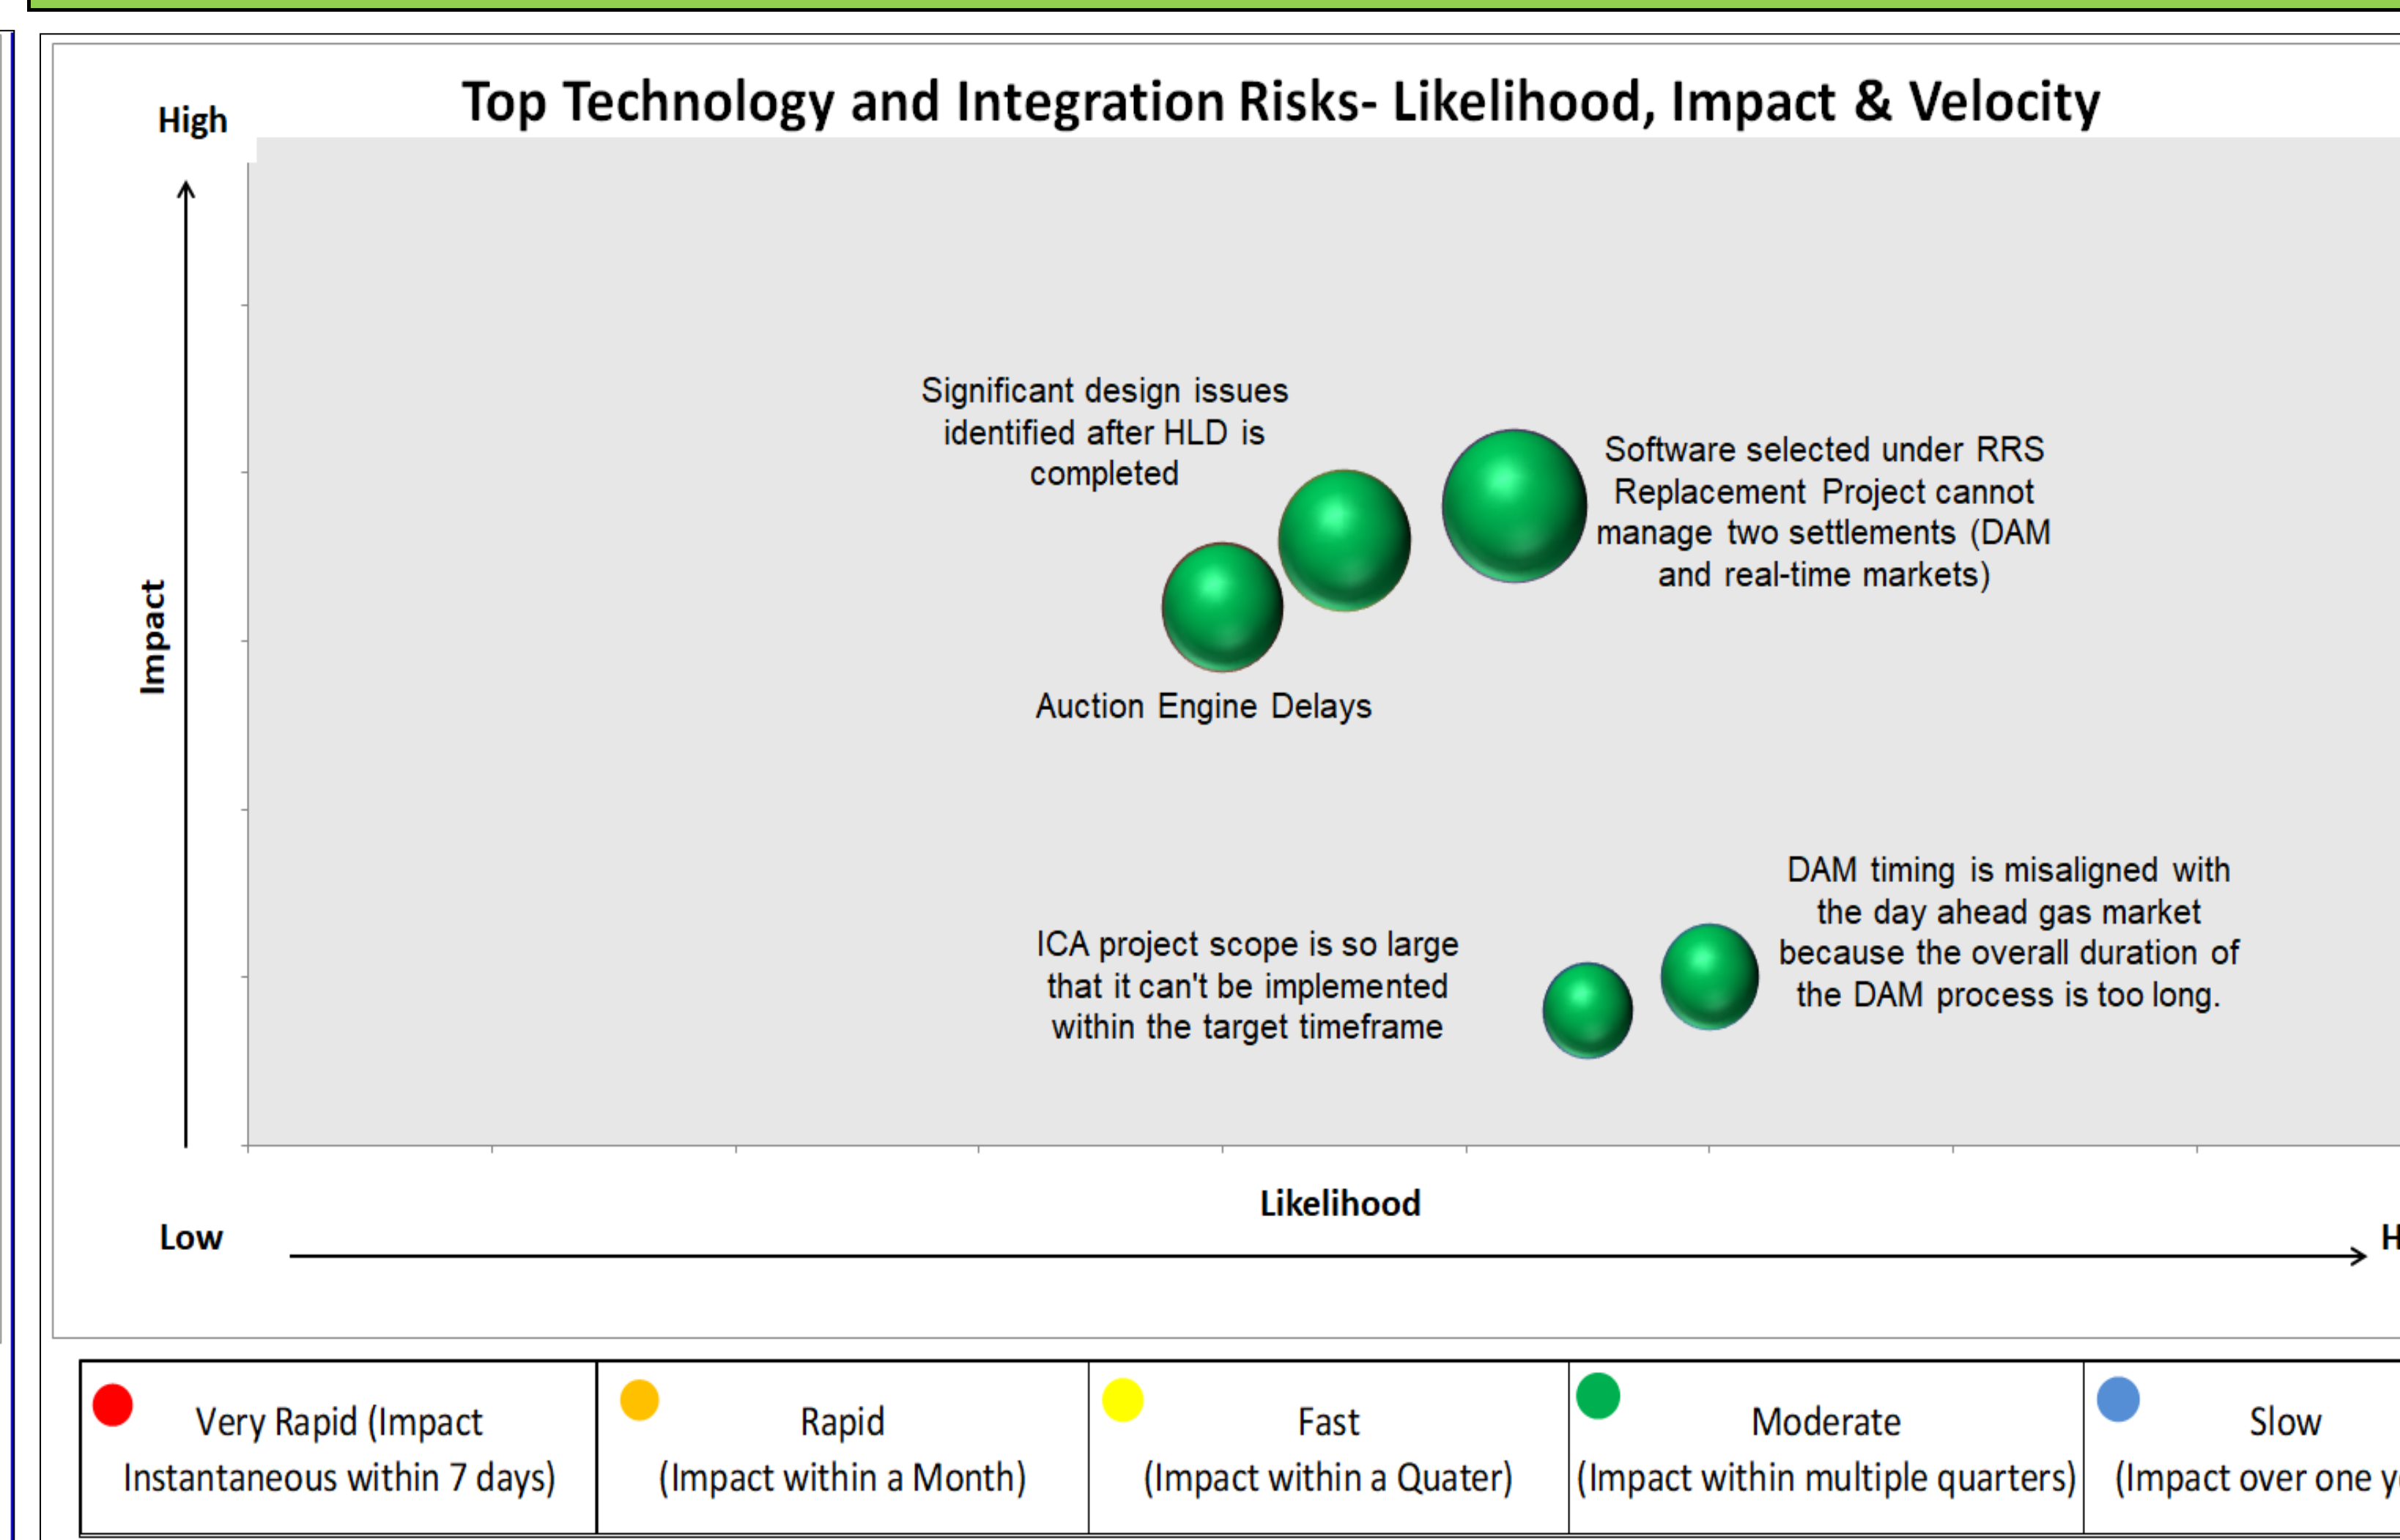 Top Technology and Integration Risks- Likelihood, Impact & Velocity
High
Significant design issues
identified after HLD is
completed
Software selected under RRS
Replacement Project cannot
manage two settlements (DAM
and real-time markets)
Impact
Auction Engine Delays
DAM timing is misaligned with
the day ahead gas market
because the overall duration of
the DAM process is too long.
ICA project scope is so large
that it can't be implemented
within the target timeframe
Likelihood
Low
Very Rapid (Impact
Instantaneous within 7 days)
Rapid
(Impact within a Month)
Fast
(Impact within a Quater)
Moderate
(Impact within multiple quarters)
Slow
(Impact over one